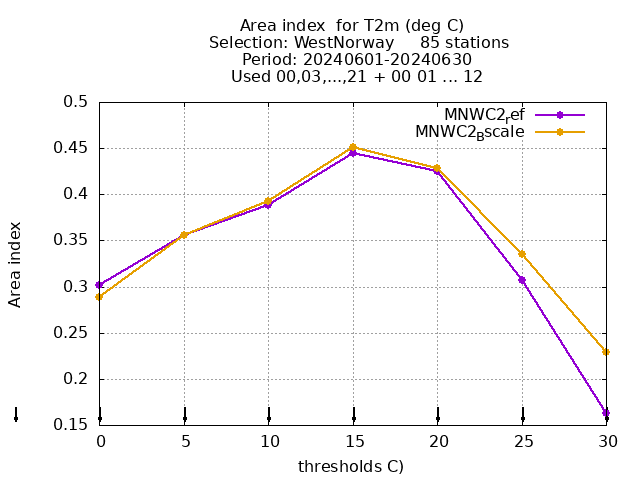 Area index  for T2m (deg C)
Selection: WestNorway     85 stations
Period: 20240601-20240630
Used 00,03,...,21 + 00 01 ... 12
MNWC2ref
MNWC2Bscale
0.5
0.45
0.4
0.35
0.3
0.25
0.2
0.15
Area index
0 5 10 15 20 25 30
thresholds C)